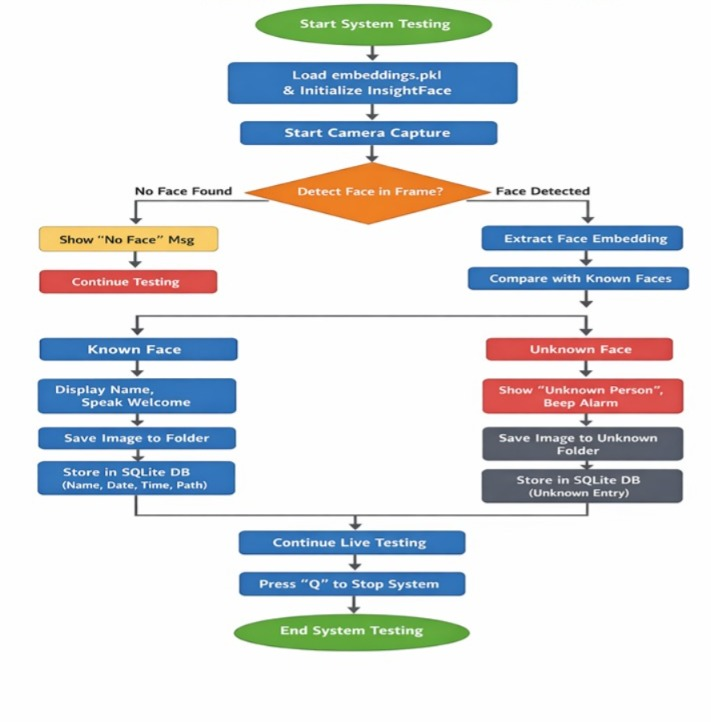 Start System Testing
Load embeddings.pkl
& Initialize InsightFace
Start Camera Capture
No Face Found
Detect Face in Frame?
Face Detected
Show "No Face" Msg
Continue Testing
Extract Face Embedding
Compare with Known Faces
Known Face
Display Name,
Speak Welcome
Save Image to Folder
Store in SQLite DB
(Name, Date, Time, Path)
Unknown Face
Show "Unknown Person",
Beep Alarm
Save Image to Unknown
Folder
Store in SQLite DB
(Unknown Entry)
Continue Live Testing
Press "Q" to Stop System
End System Testing